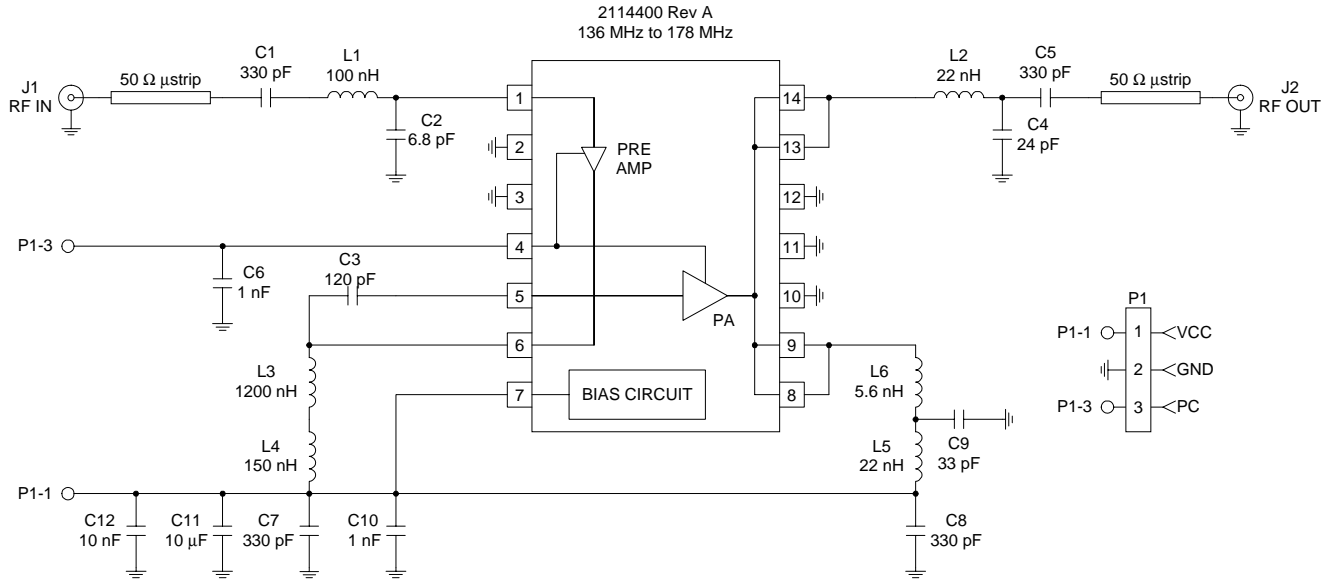 2114400 Rev A
136 MHz to 178 MHz
J1
RF IN
50 Ω µstrip
C1
330 pF
L1
100 nH
C2
6.8 pF
1
2
3
4
5
6
7
PRE
AMP
PA
BIAS CIRCUIT
14
13
12
11
10
9
8
L2
22 nH
C5
330 pF
C4
24 pF
50 Ω µstrip
J2
RF OUT
P1-3
C6
1 nF
C3
120 pF
L3
1200 nH
L4
150 nH
P1-1
C12
10 nF
C11
10 µF
C7
330 pF
C10
1 nF
L6
5.6 nH
C9
33 pF
L5
22 nH
C8
330 pF
P1
P1-1 1 VCC
2 GND
P1-3 3 PC